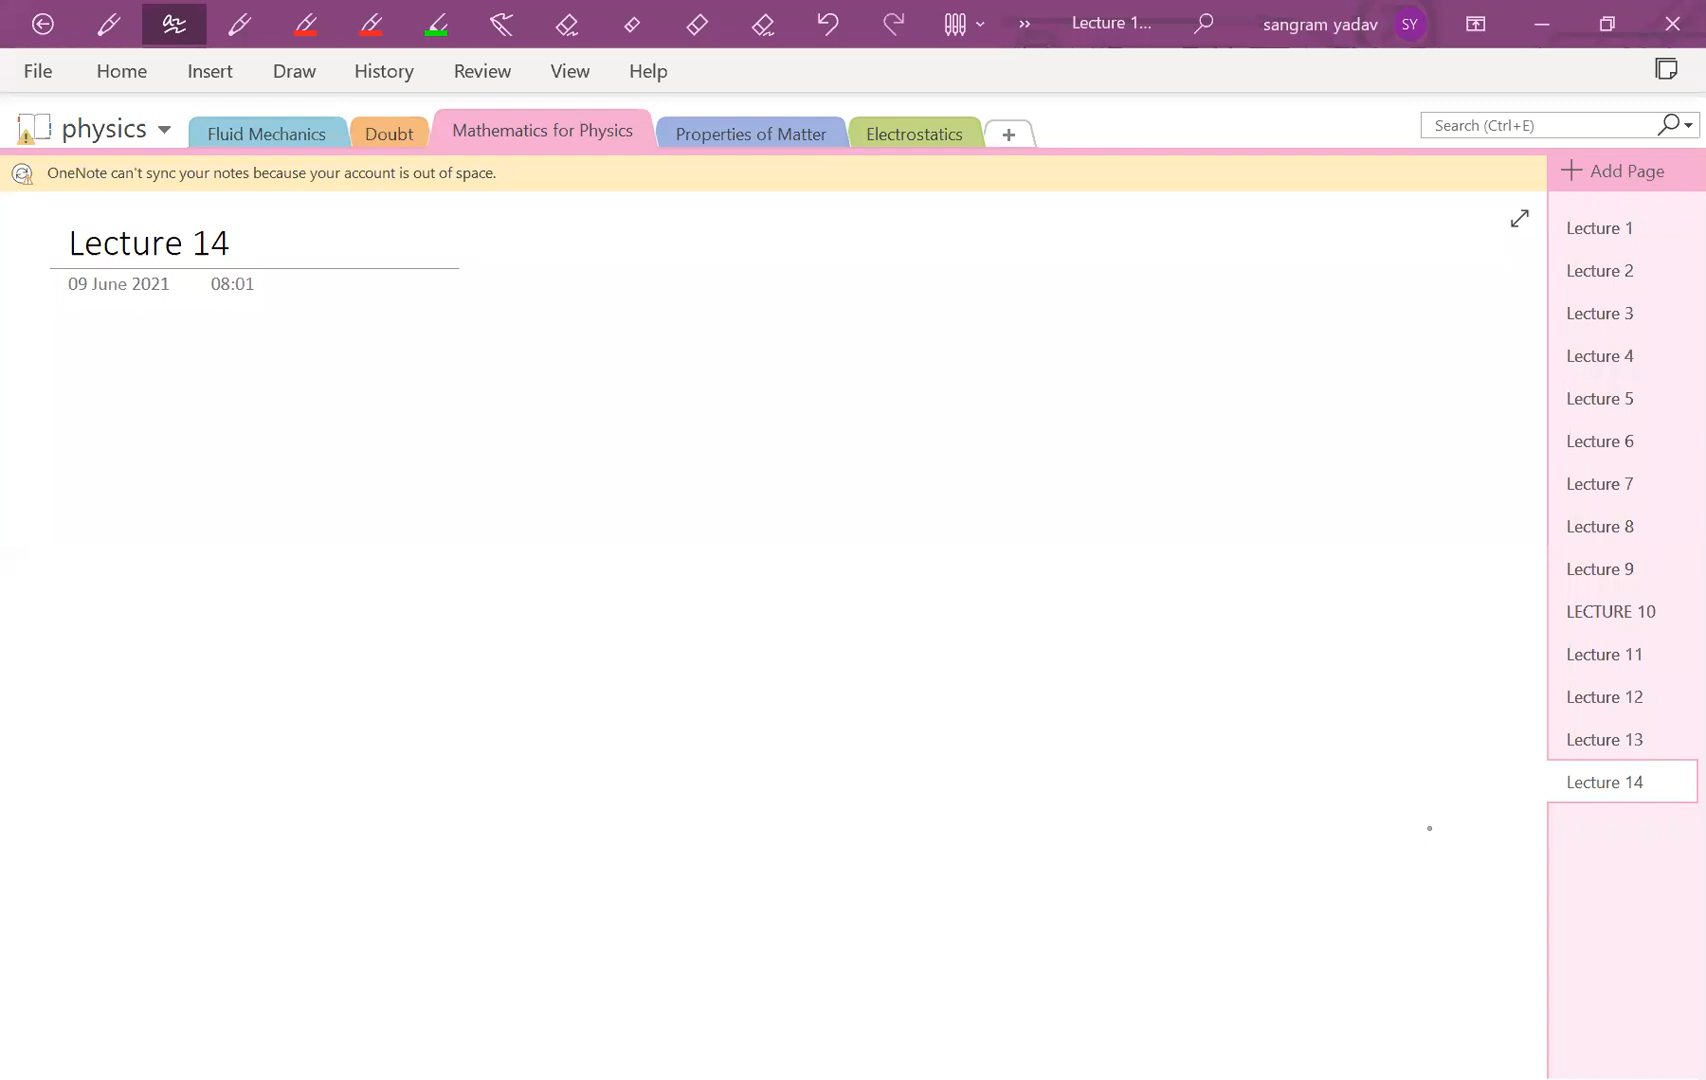 Lecture 1...
sangram yadav
SY
File Home Insert Draw History Review View Help
physics
Fluid Mechanics
Doubt
Mathematics for Physics
Properties of Matter
Electrostatics
Search (Ctrl+E)
OneNote can't sync your notes because your account is out of space.
Add Page
Lecture 14
09 June 2021 08:01
Lecture 1
Lecture 2
Lecture 3
Lecture 4
Lecture 5
Lecture 6
Lecture 7
Lecture 8
Lecture 9
LECTURE 10
Lecture 11
Lecture 12
Lecture 13
Lecture 14